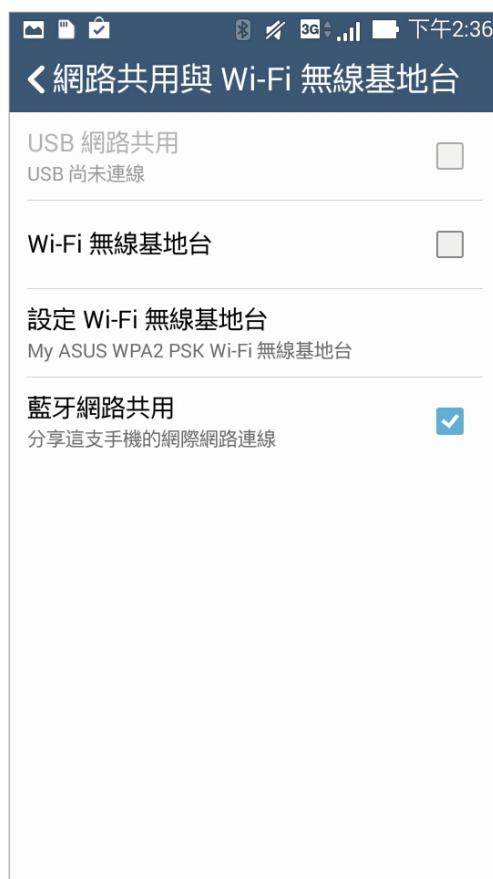 3G 下午2:36
網路共用與 Wi-Fi 無線基地台
USB 網路共用
USB 尚未連線
Wi-Fi 無線基地台
設定 Wi-Fi 無線基地台
My ASUS WPA2 PSK Wi-Fi 無線基地台
藍牙網路共用
分享這支手機的網際網路連線